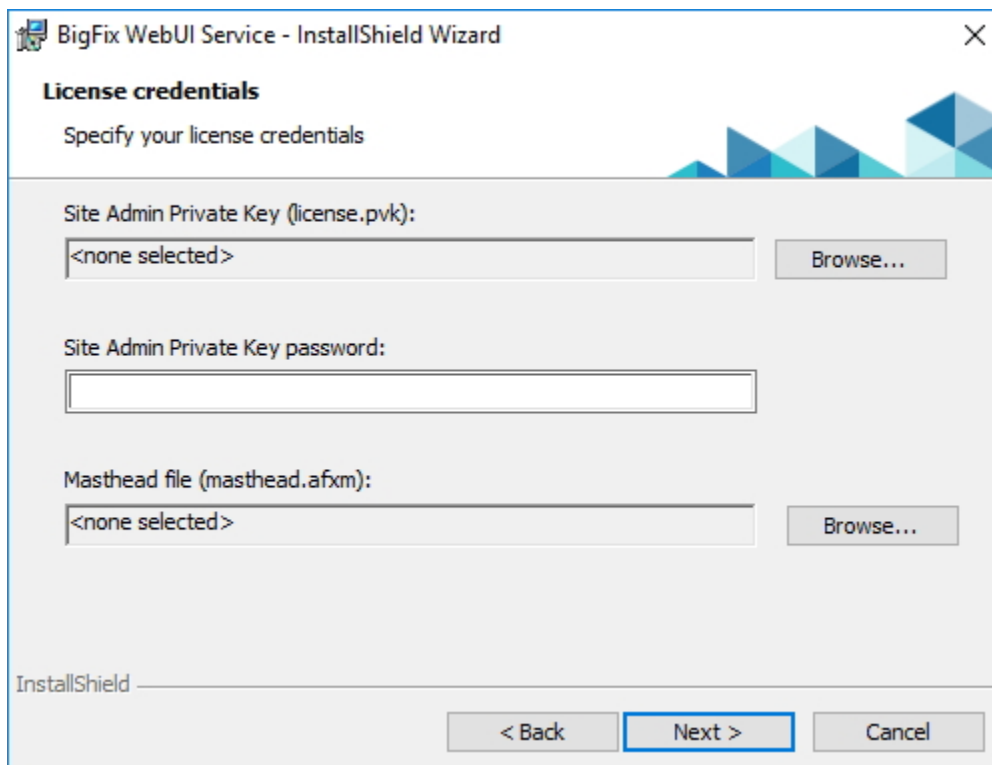 BigFix WebUI Service - InstallShield Wizard
License credentials
Specify your license credentials
Site Admin Private Key (license.pvk):
<none selected>
Browse...
Site Admin Private Key password:
Masthead file (masthead.afxm):
<none selected>
Browse...
InstallShield
< Back
Next >
Cancel